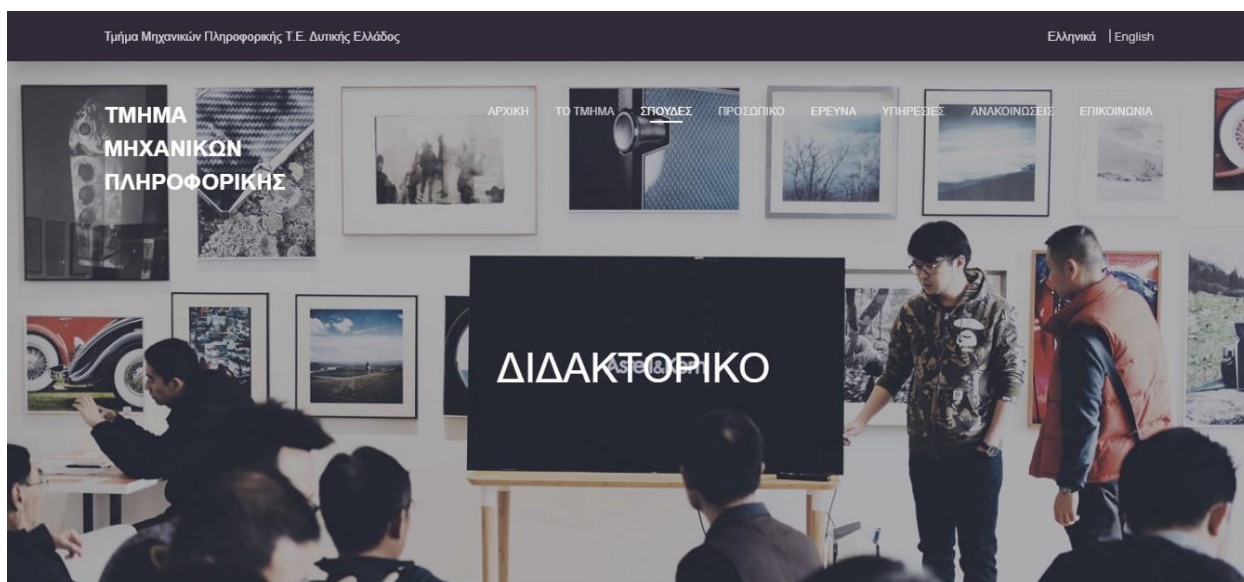 Τμήμα Μηχανικών Πληροφορικής Τ.Ε. Δυτικής Ελλάδος
Ελληνικά | English
ΤΜΗΜΑ
ΜΗΧΑΝΙΚΩΝ
ΠΛΗΡΟΦΟΡΙΚΗΣ
ΑΡΧΙΚΗ ΤΟ ΤΜΗΜΑ ΣΠΟΥΔΕΣ ΠΡΟΣΩΠΙΚΟ ΕΡΕΥΝΑ ΥΠΗΡΕΣΙΕΣ ΑΝΑΚΟΙΝΩΣΕΙΣ ΕΠΙΚΟΙΝΩΝΙΑ
ΔΙΔΑΚΤΟΡΙΚΟ